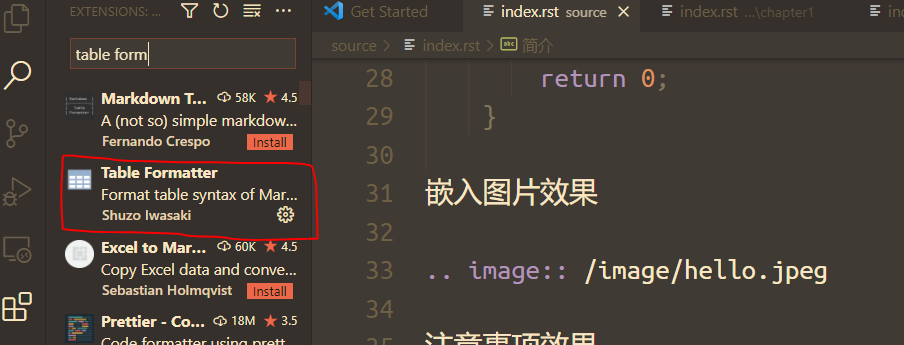 EXTENSIONS: ...
table form
Markdown T... 58K 4.5
A (not so) simple markdow...
Fernando Crespo Install
Table Formatter
Format table syntax of Mar...
Shuzo Iwasaki
Excel to Mar... 60K 4.5
Copy Excel data and conve...
Sebastian Holmqvist Install
Prettier - Co... 18M 3.5
Code formatter using prett...
Get Started
index.rst source
index.rst ...\chapter1
source > index.rst > abc 简介
28 return 0;
29 }
30
31 嵌入图片效果
32
33 .. image:: /image/hello.jpeg
34
35 注意事项效果